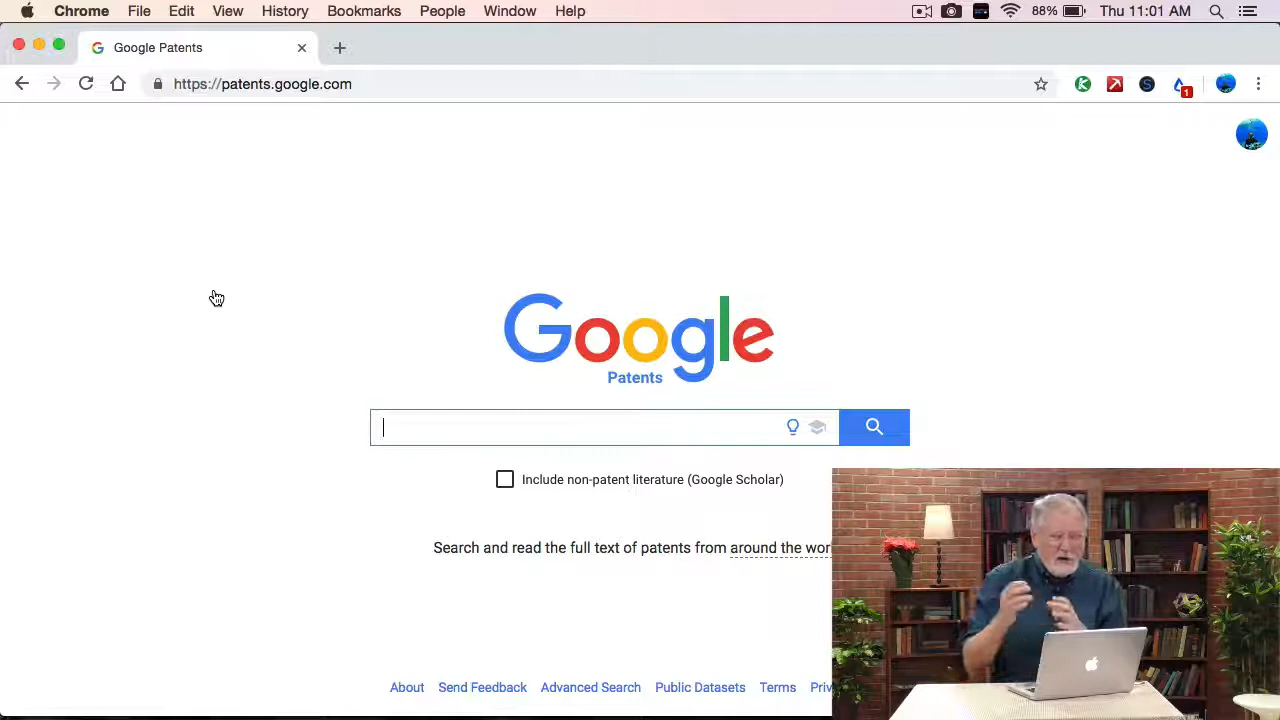 Chrome File Edit View History Bookmarks People Window Help 88% Thu 11:01 AM
Google Patents
https://patents.google.com
1
Google
Patents
Include non-patent literature (Google Scholar)
Search and read the full text of patents from around the wor
About Send Feedback Advanced Search Public Datasets Terms Priv